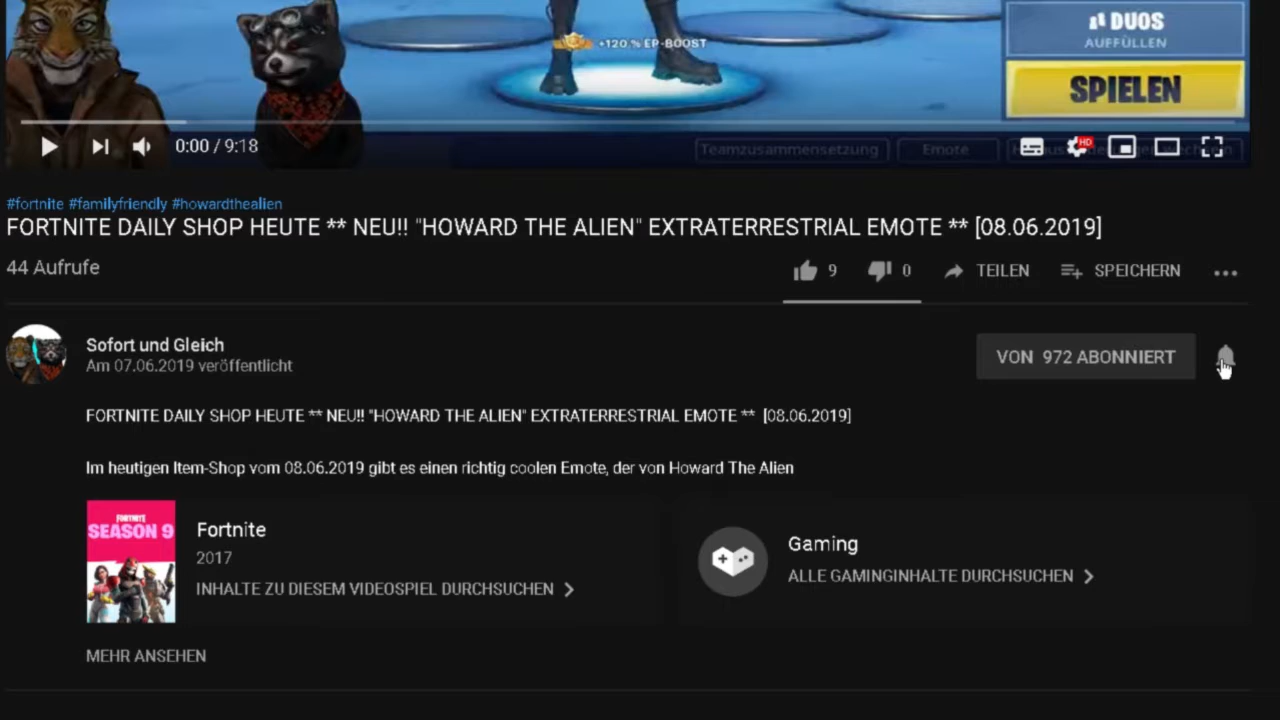 DUOS
AUFFÜLLEN
+120 % EP-BOOST
SPIELEN
0:00 / 9:18
Teamzusammensetzung
Emote
HD
#fortnite #familyfriendly #howardthealien
FORTNITE DAILY SHOP HEUTE ** NEU!! "HOWARD THE ALIEN" EXTRATERRESTRIAL EMOTE ** [08.06.2019]
44 Aufrufe
9
0
TEILEN
SPEICHERN
Sofort und Gleich
Am 07.06.2019 veröffentlicht
VON 972 ABONNIERT
FORTNITE DAILY SHOP HEUTE ** NEU!! "HOWARD THE ALIEN" EXTRATERRESTRIAL EMOTE ** [08.06.2019]
Im heutigen Item-Shop vom 08.06.2019 gibt es einen richtig coolen Emote, der von Howard The Alien
FORTNITE
SEASON 9
Fortnite
2017
INHALTE ZU DIESEM VIDEOSPIEL DURCHSUCHEN
Gaming
ALLE GAMINGINHALTE DURCHSUCHEN
MEHR ANSEHEN